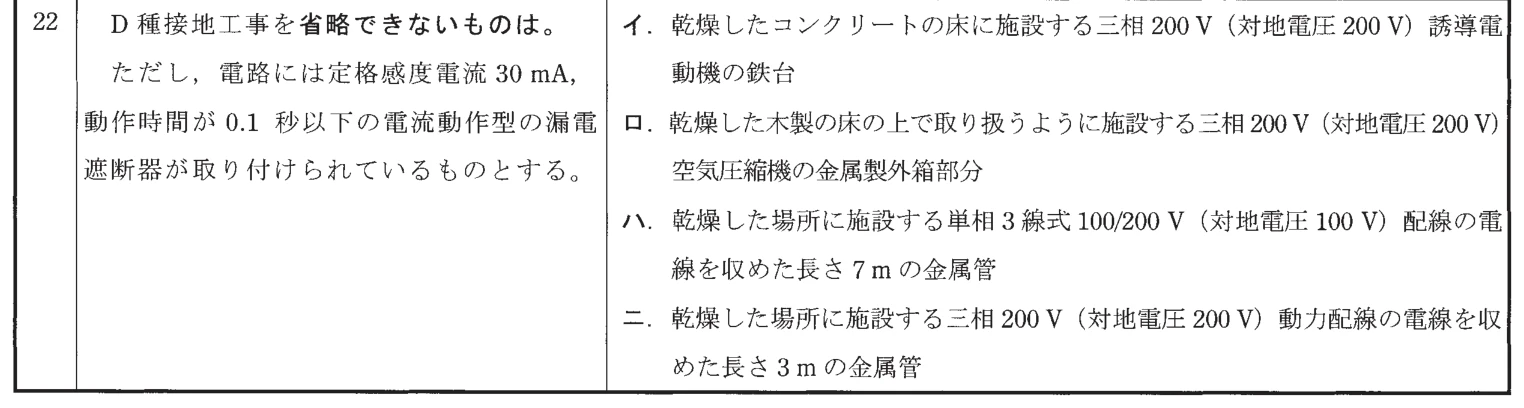 22
D 種接地工事を省略できないものは。
ただし，電路には定格感度電流 30 mA，
動作時間が 0.1 秒以下の電流動作型の漏電
遮断器が取り付けられているものとする。
イ．乾燥したコンクリートの床に施設する三相 200 V（対地電圧 200 V）誘導電
動機の鉄台
ロ．乾燥した木製の床の上で取り扱うように施設する三相 200 V（対地電圧 200 V）
空気圧縮機の金属製外箱部分
ハ．乾燥した場所に施設する単相 3 線式 100/200 V（対地電圧 100 V）配線の電
線を収めた長さ 7 m の金属管
ニ．乾燥した場所に施設する三相 200 V（対地電圧 200 V）動力配線の電線を収
めた長さ 3 m の金属管